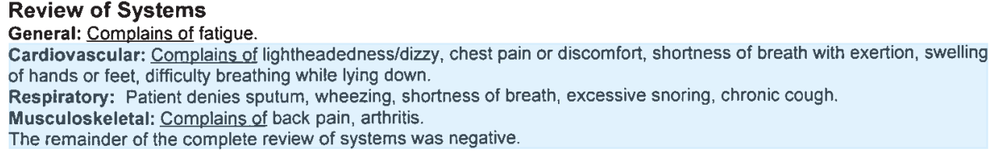 Review of Systems
General: Complains of fatigue.
Cardiovascular: Complains of lightheadedness/dizzy, chest pain or discomfort, shortness of breath with exertion, swelling
of hands or feet, difficulty breathing while lying down.
Respiratory: Patient denies sputum, wheezing, shortness of breath, excessive snoring, chronic cough.
Musculoskeletal: Complains of back pain, arthritis.
The remainder of the complete review of systems was negative.